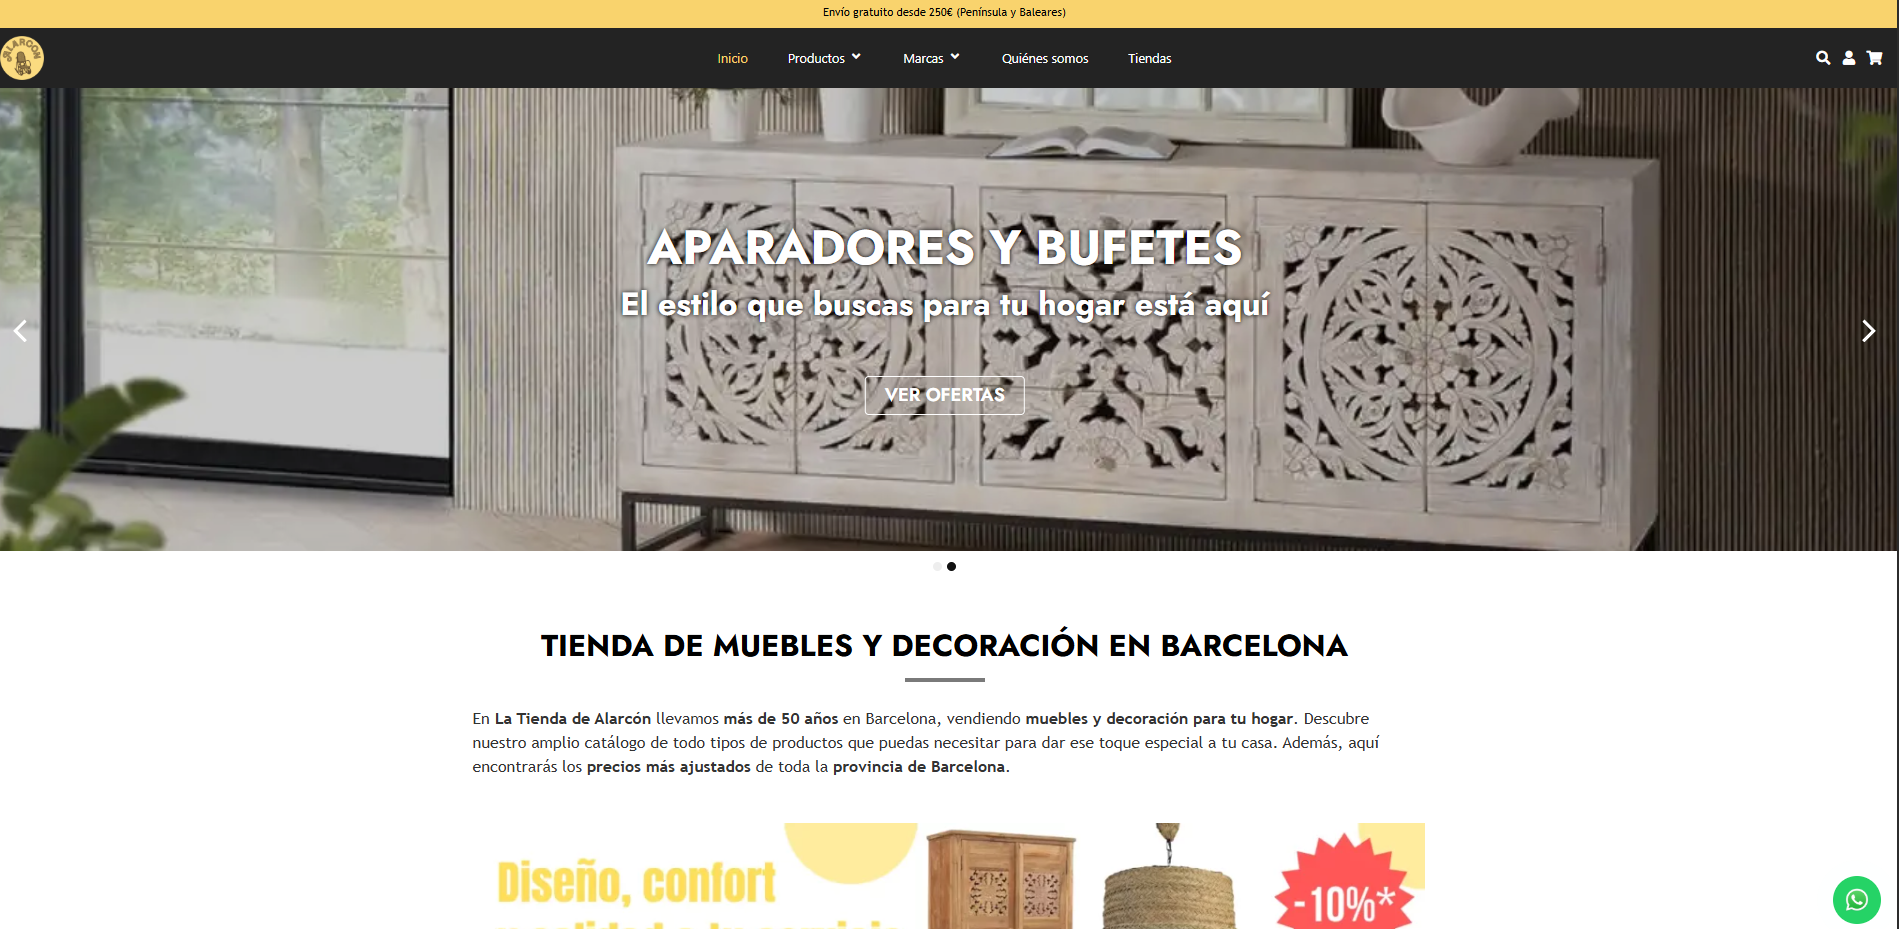 Envío gratuito desde 250€ (Península y Baleares)
ALARCON
Inicio
Productos
Marcas
Quiénes somos
Tiendas
APARADORES Y BUFETES
El estilo que buscas para tu hogar está aquí
VER OFERTAS
TIENDA DE MUEBLES Y DECORACIÓN EN BARCELONA
En La Tienda de Alarcón llevamos más de 50 años en Barcelona, vendiendo muebles y decoración para tu hogar. Descubre
nuestro amplio catálogo de todo tipos de productos que puedas necesitar para dar ese toque especial a tu casa. Además, aquí
encontrarás los precios más ajustados de toda la provincia de Barcelona.
Diseño, confort
-10%*